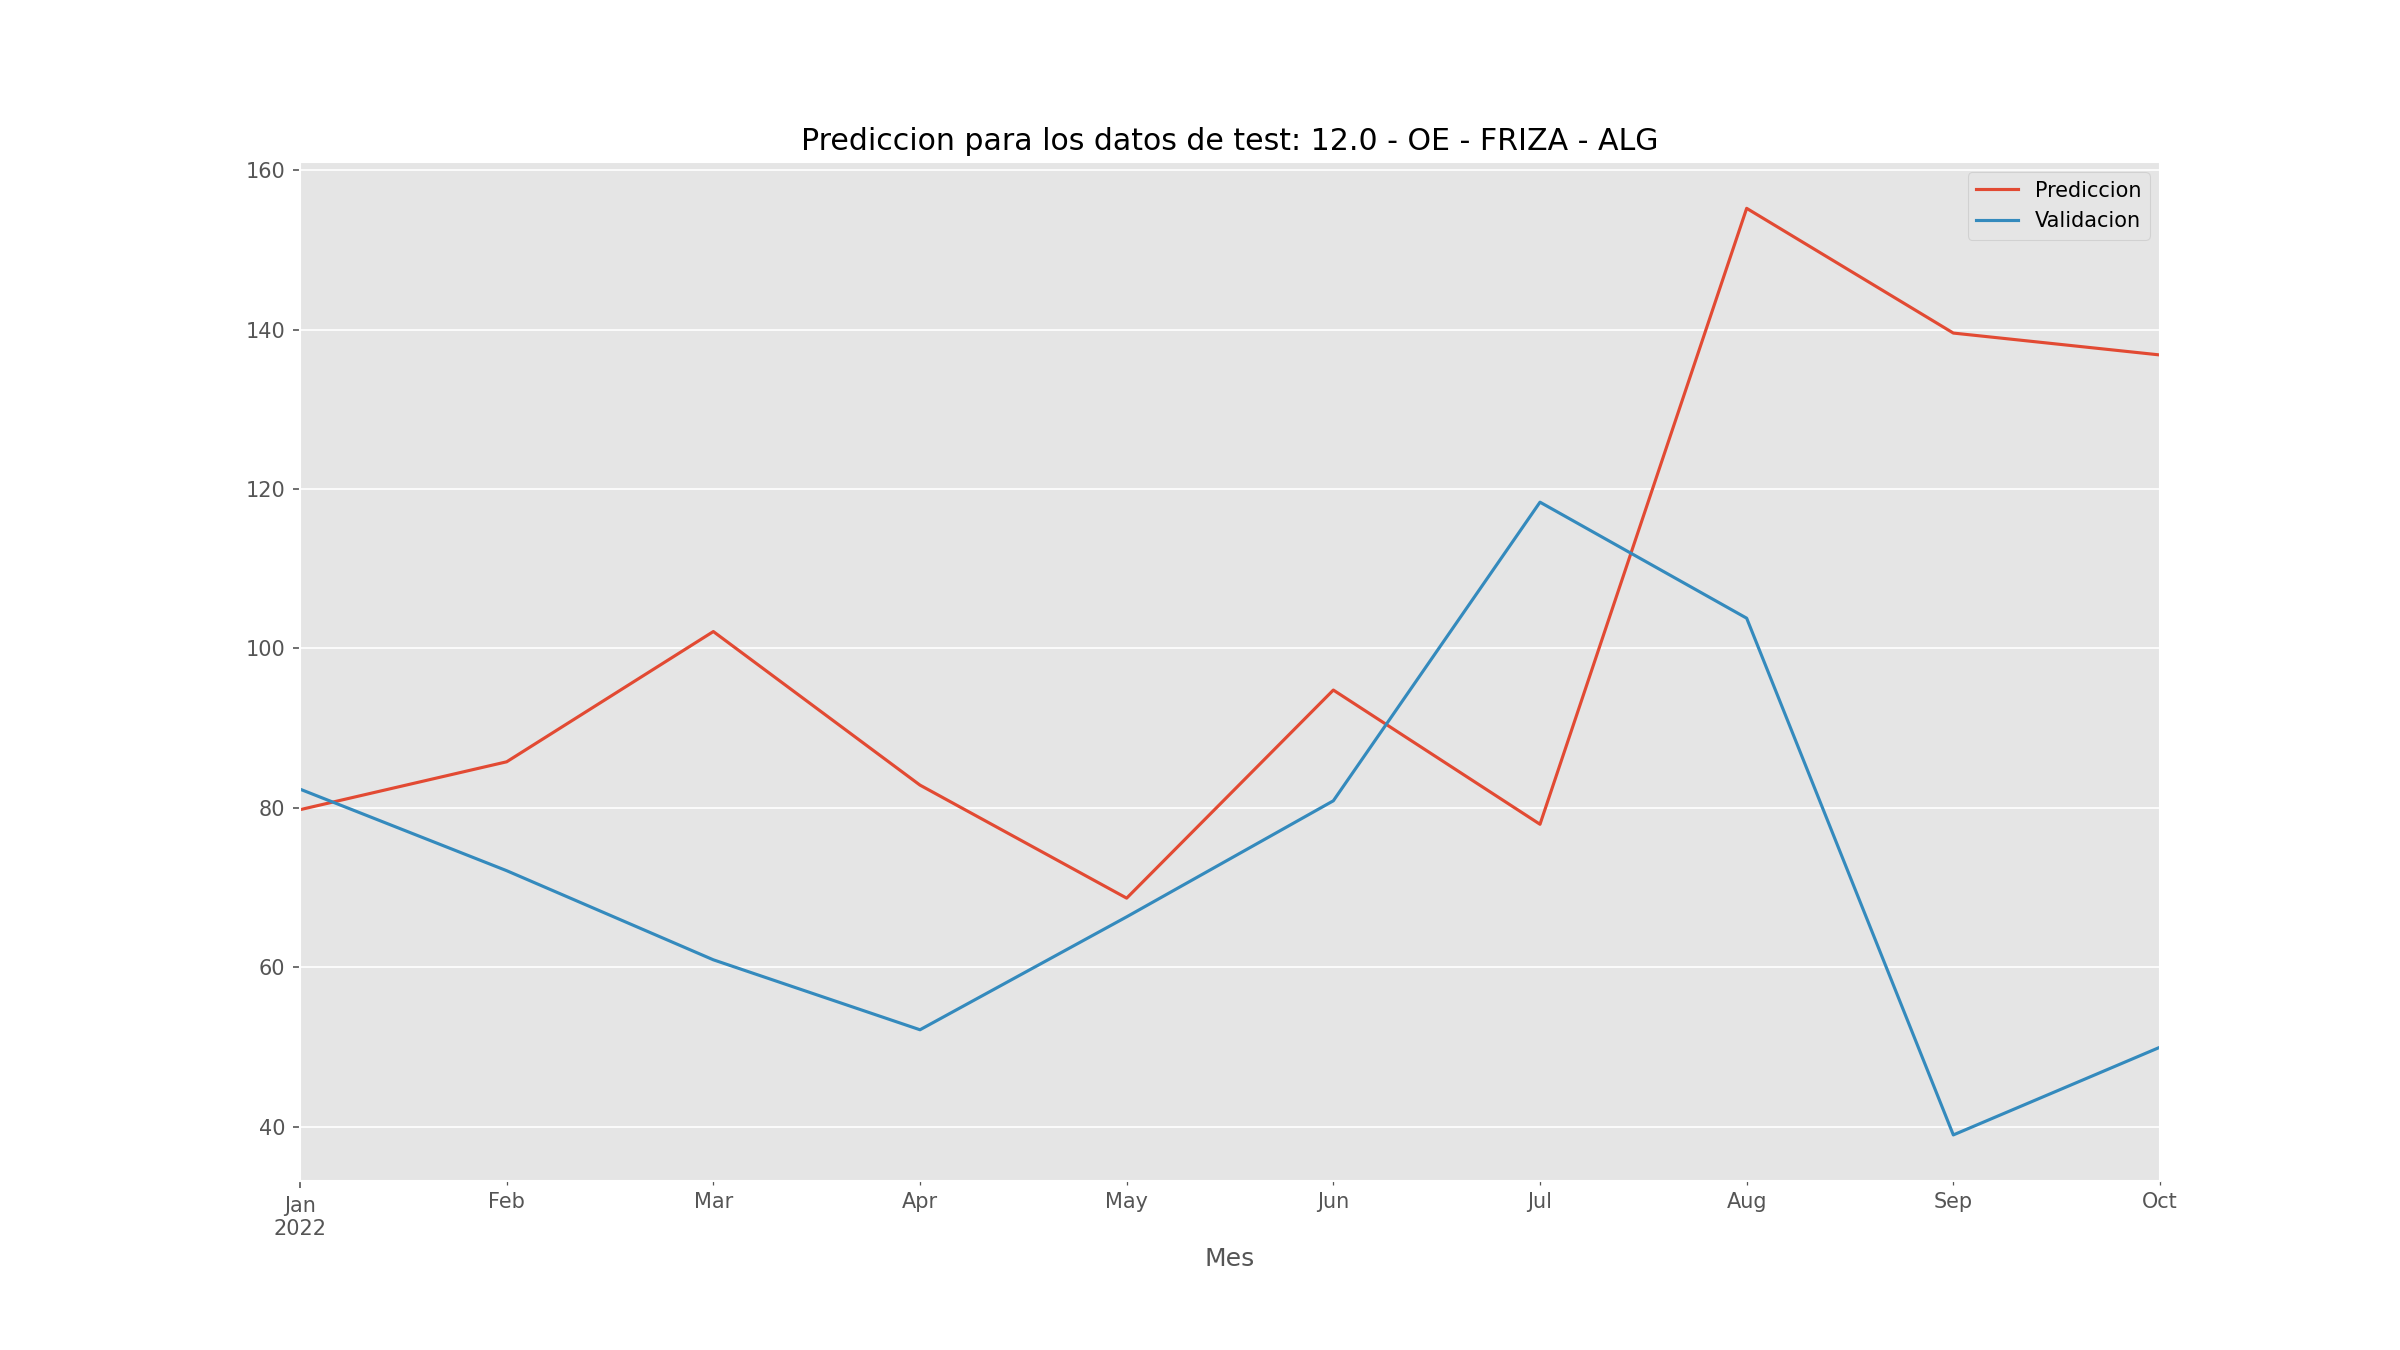 Prediccion para los datos de test: 12.0 - OE - FRIZA - ALG
Prediccion
Validacion
160
140
120
100
80
60
40
Jan Feb Mar Apr May Jun Jul Aug Sep Oct
2022
Mes